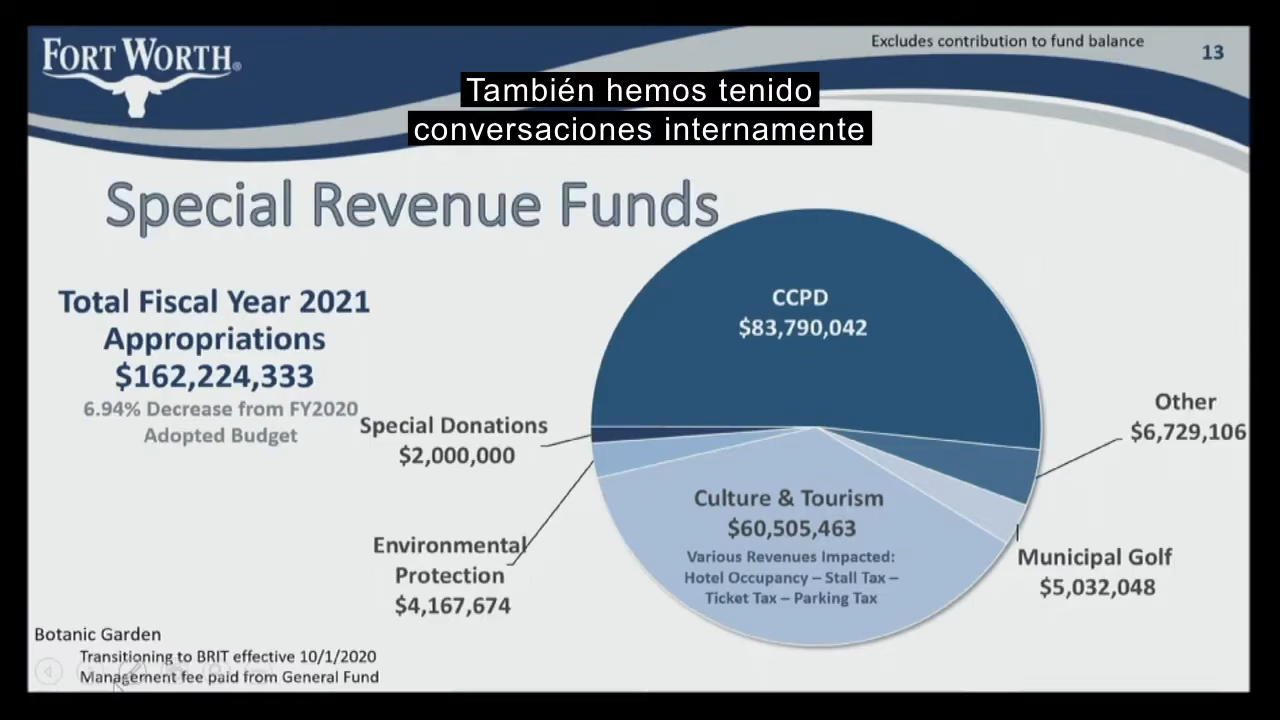 FORT WORTH®
Excludes contribution to fund balance
13
También hemos tenido
conversaciones internamente
Special Revenue Funds
Total Fiscal Year 2021
Appropriations
$162,224,333
6.94% Decrease from FY2020
Adopted Budget
CCPD
$83,790,042
Other
$6,729,106
Special Donations
$2,000,000
Culture & Tourism
$60,505,463
Various Revenues Impacted:
Hotel Occupancy – Stall Tax –
Ticket Tax – Parking Tax
Environmental
Protection
$4,167,674
Municipal Golf
$5,032,048
Botanic Garden
Transitioning to BRIT effective 10/1/2020
Management fee paid from General Fund